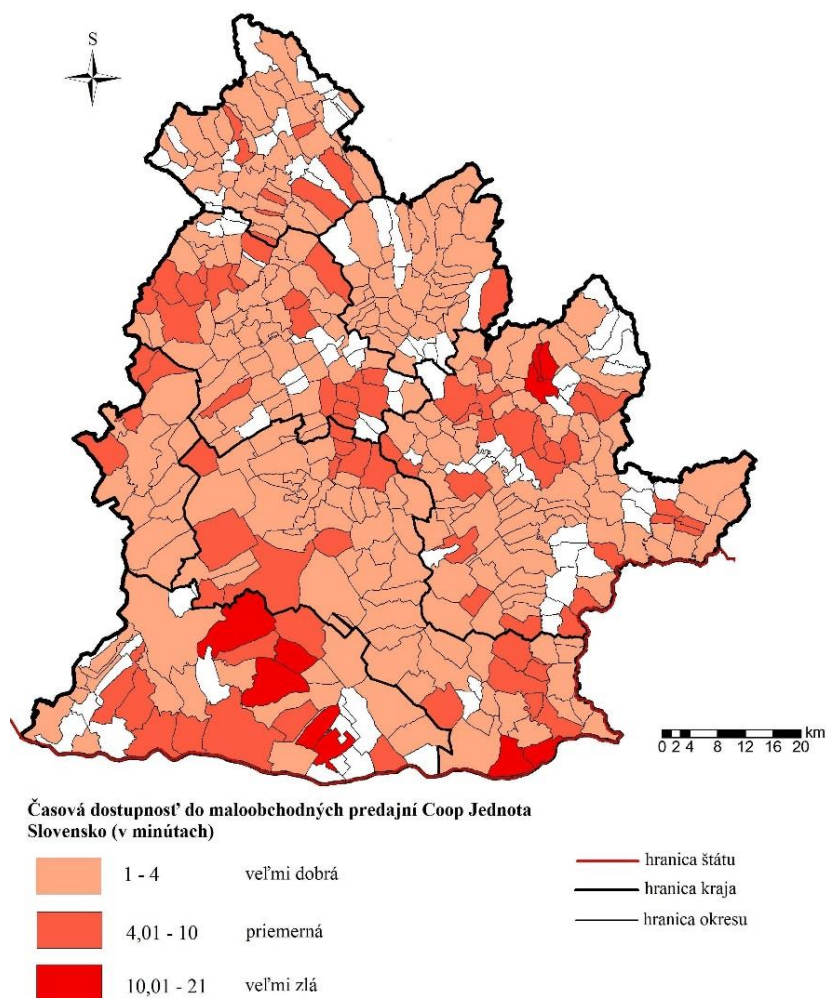 S
km
0 2 4 8 12 16 20
Časová dostupnosť do maloobchodných predajní Coop Jednota
Slovensko (v minútach)
1 - 4 veľmi dobrá
4,01 - 10 priemerná
10,01 - 21 veľmi zlá
hranica štátu
hranica kraja
hranica okresu